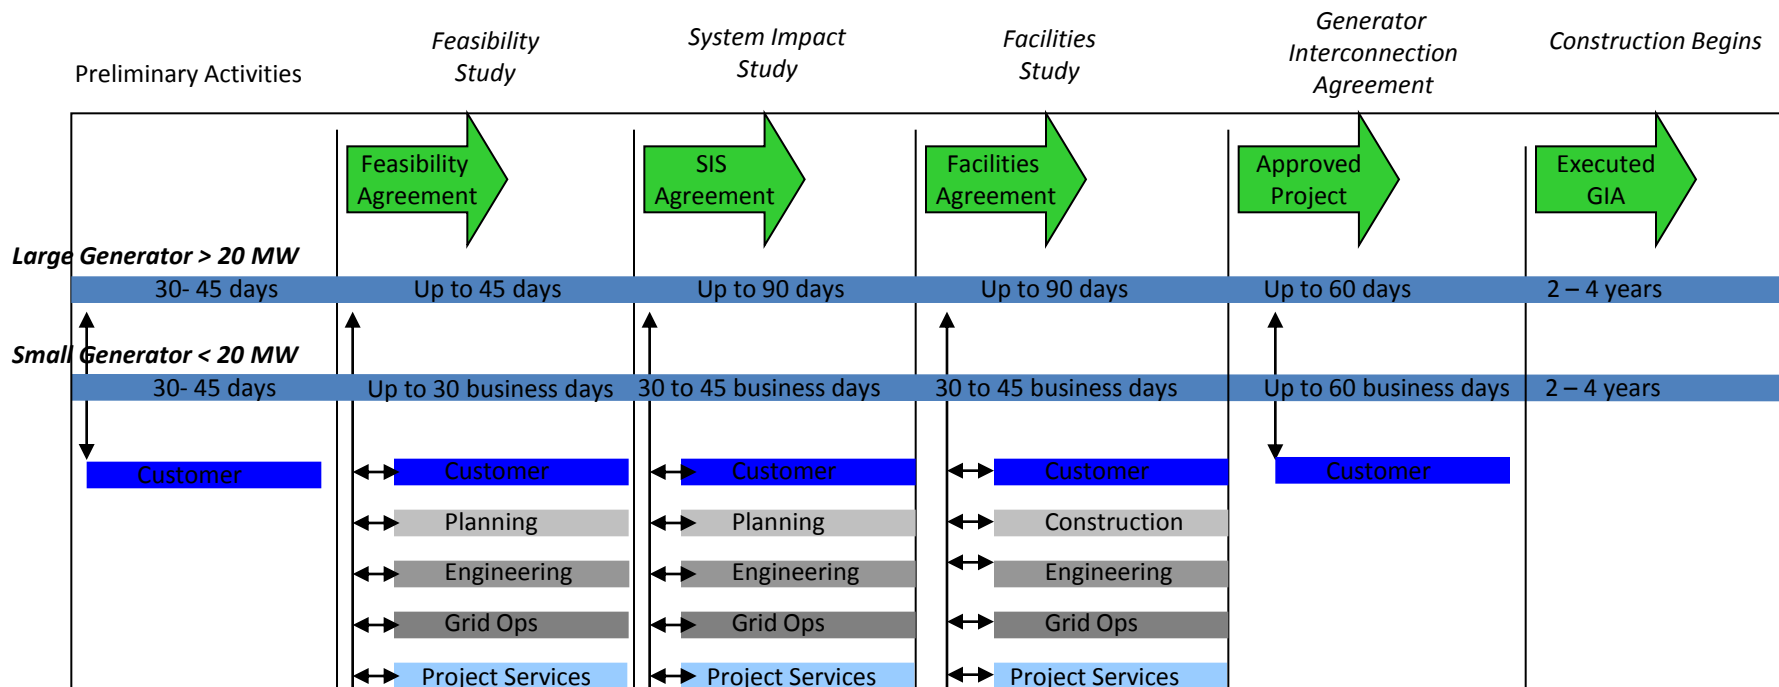 Preliminary Activities
Feasibility
Study
System Impact
Study
Facilities
Study
Generator
Interconnection
Agreement
Construction Begins
Feasibility
Agreement
SIS
Agreement
Facilities
Agreement
Approved
Project
Executed
GIA
Large Generator > 20 MW
30- 45 days
Up to 45 days
Up to 90 days
Up to 90 days
Up to 60 days
2 – 4 years
Small Generator < 20 MW
30- 45 days
Up to 30 business days
30 to 45 business days
30 to 45 business days
Up to 60 business days
2 – 4 years
Customer
Customer
Customer
Customer
Customer
Planning
Planning
Construction
Engineering
Engineering
Engineering
Grid Ops
Grid Ops
Grid Ops
Project Services
Project Services
Project Services